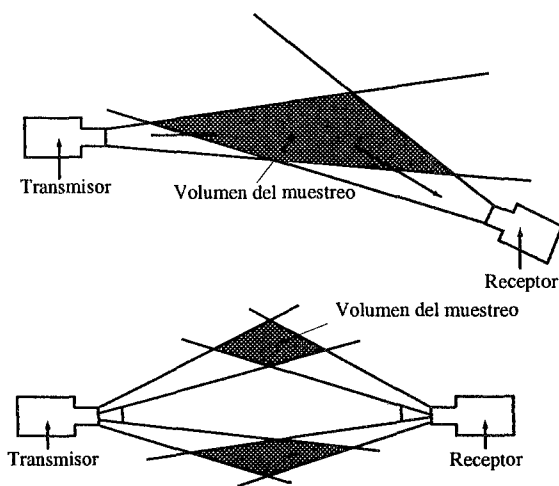 Transmisor
Volumen del muestreo
Receptor
Volumen del muestreo
Transmisor
Receptor